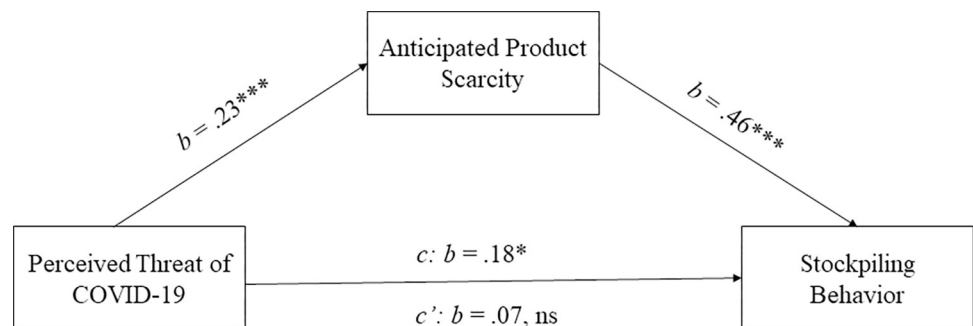 Anticipated Product
Scarcity
b = .23***
b = .46***
Perceived Threat of
COVID-19
c: b = .18*
c’: b = .07, ns
Stockpiling
Behavior